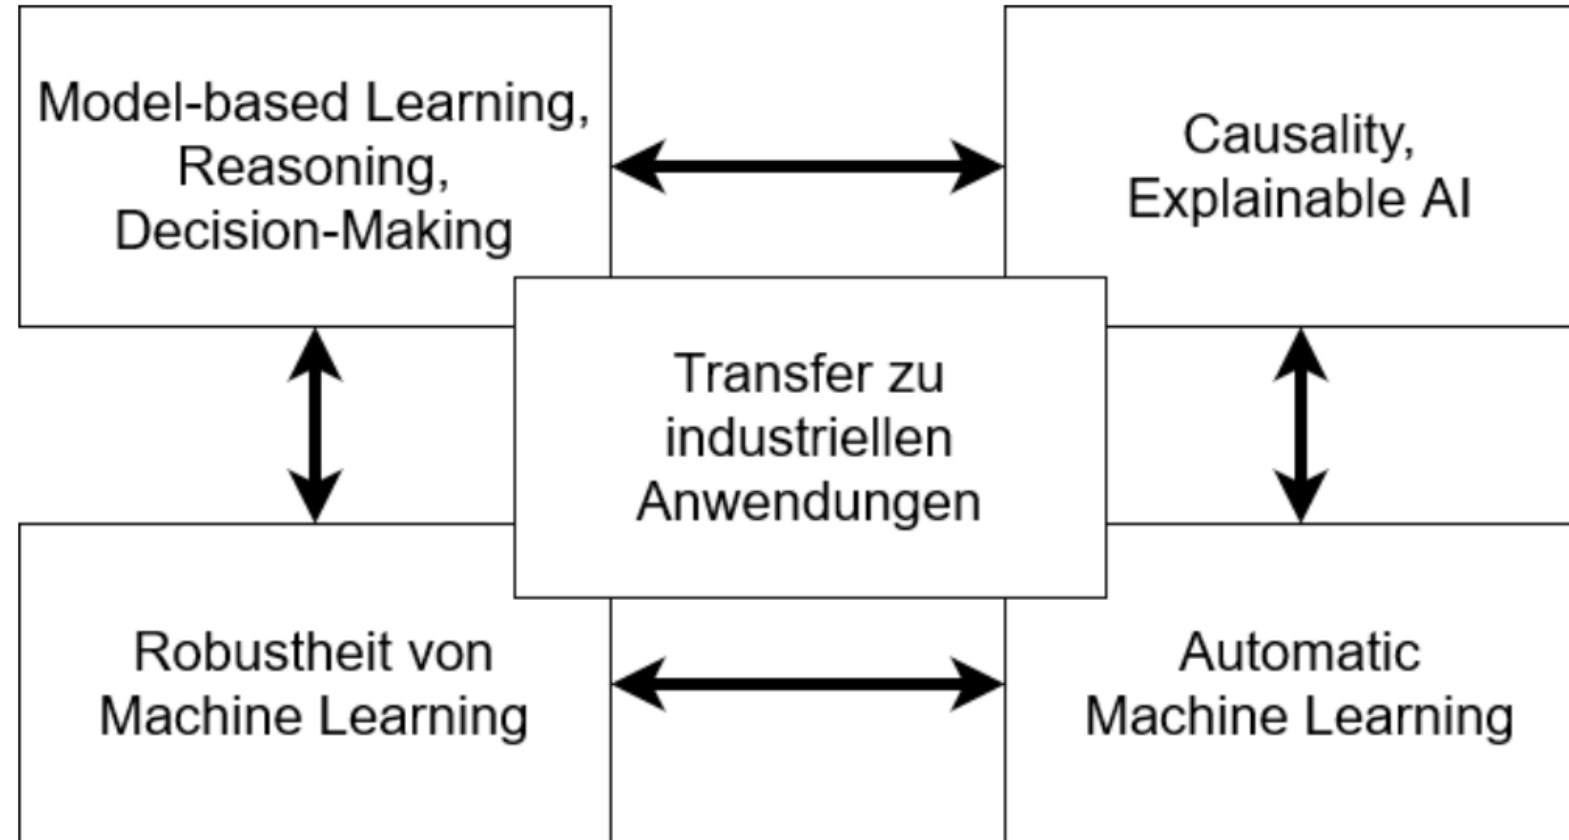 Model-based Learning,
Reasoning,
Decision-Making
Causality,
Explainable AI
Transfer zu
industriellen
Anwendungen
Robustheit von
Machine Learning
Automatic
Machine Learning